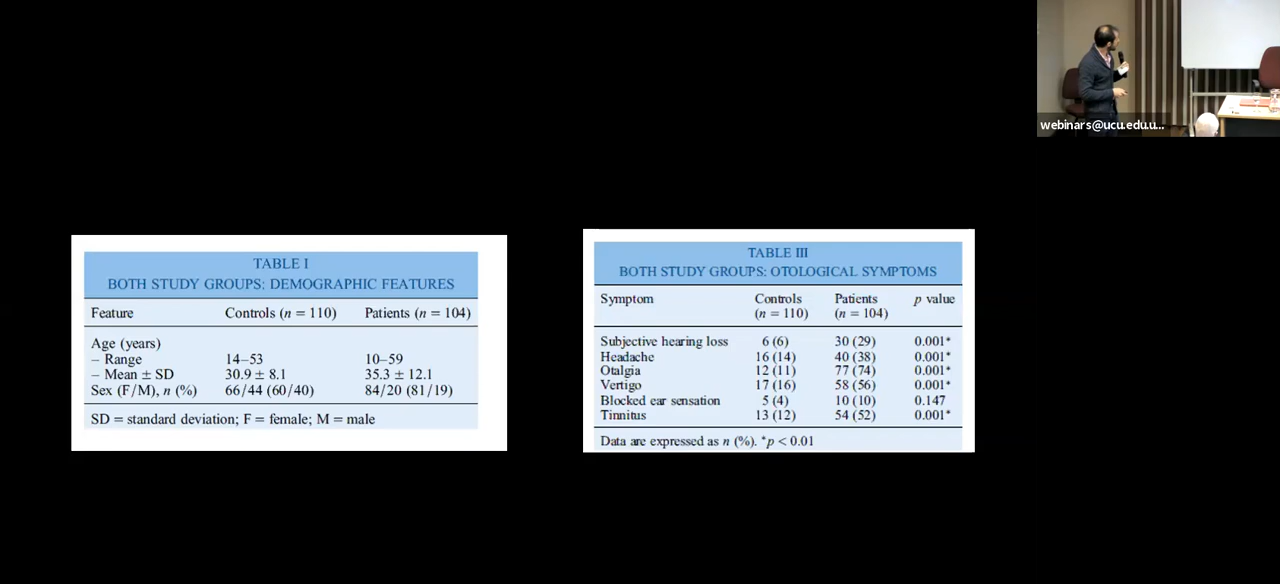 webinars@ucu.edu.u...
TABLE I
BOTH STUDY GROUPS: DEMOGRAPHIC FEATURES
Feature Controls (n = 110) Patients (n = 104)
Age (years)
– Range 14–53 10–59
– Mean ± SD 30.9 ± 8.1 35.3 ± 12.1
Sex (F/M), n (%) 66/44 (60/40) 84/20 (81/19)
SD = standard deviation; F = female; M = male
TABLE III
BOTH STUDY GROUPS: OTOLOGICAL SYMPTOMS
Symptom Controls Patients p value
(n = 110) (n = 104)
Subjective hearing loss 6 (6) 30 (29) 0.001*
Headache 16 (14) 40 (38) 0.001*
Otalgia 12 (11) 77 (74) 0.001*
Vertigo 17 (16) 58 (56) 0.001*
Blocked ear sensation 5 (4) 10 (10) 0.147
Tinnitus 13 (12) 54 (52) 0.001*
Data are expressed as n (%). *p < 0.01